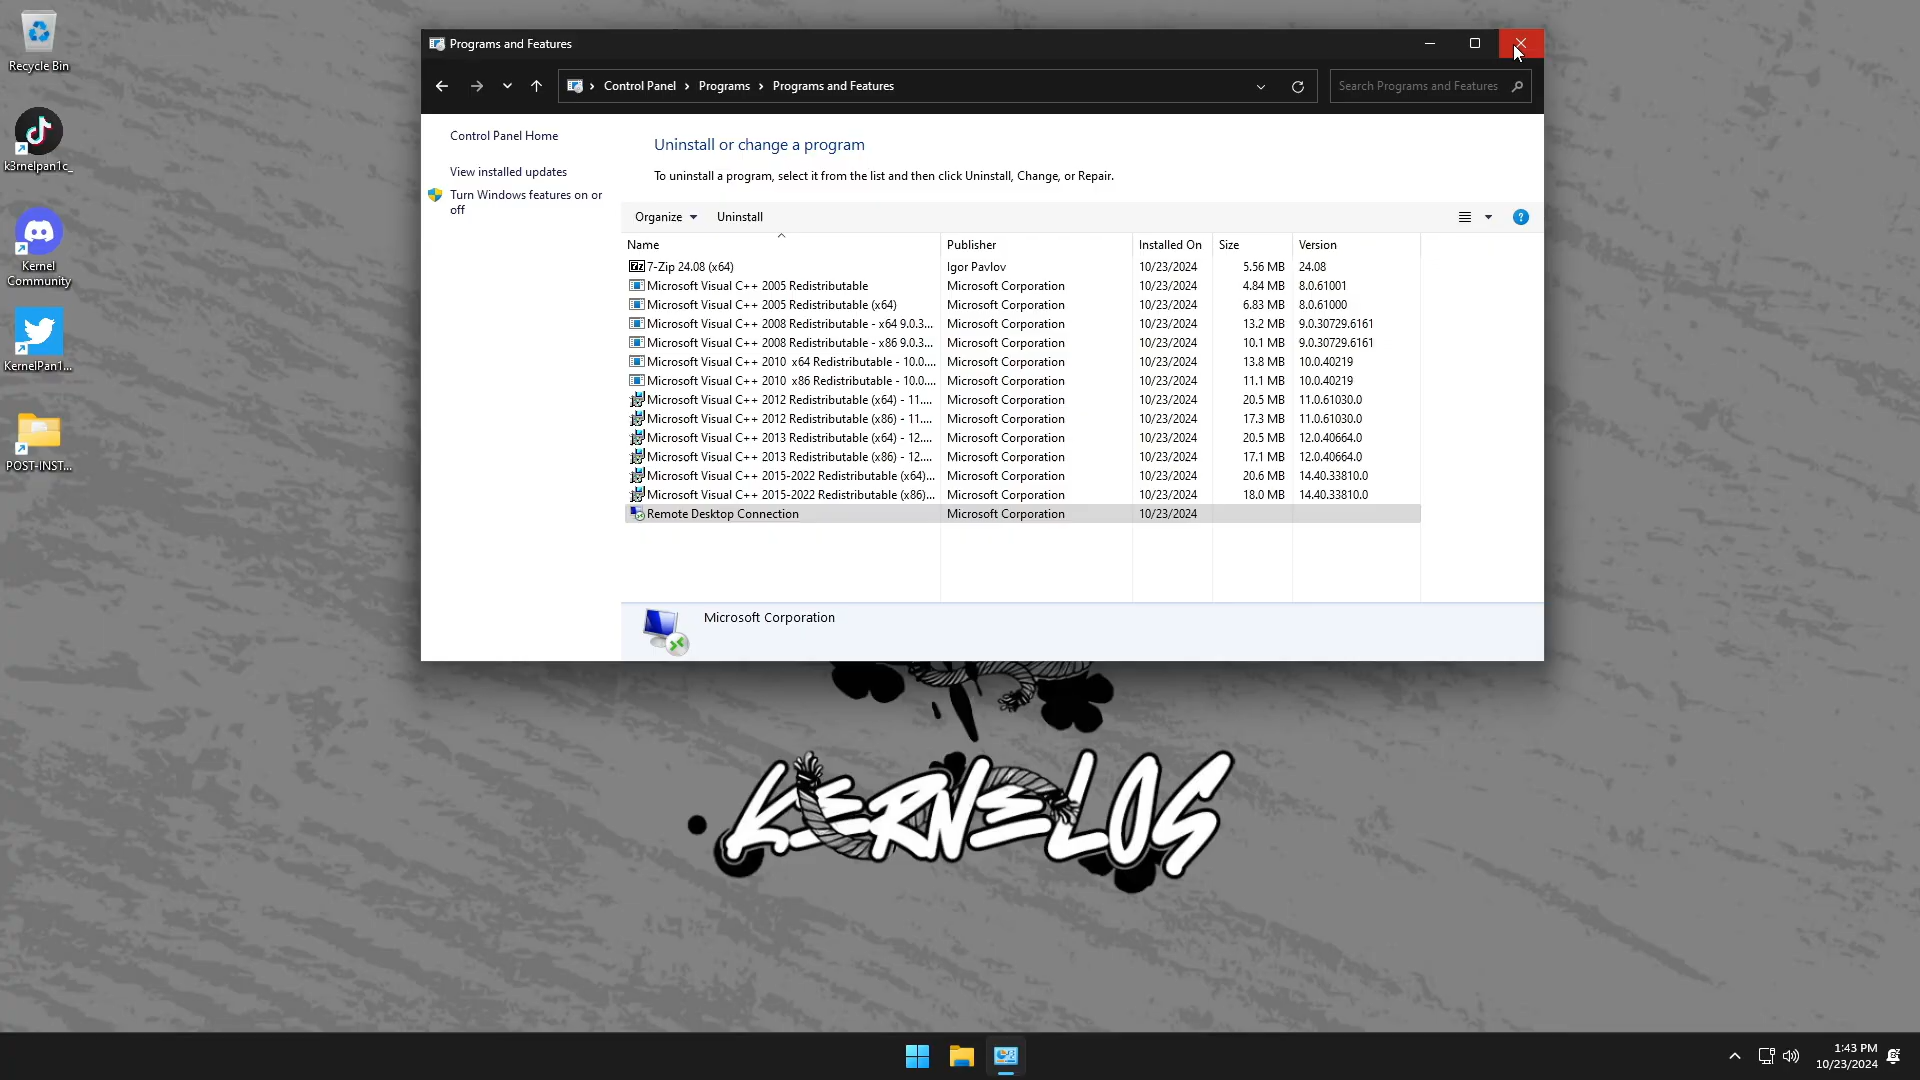 Recycle Bin
k3rnelpan1c_
Kernel
Community
KernelPan1...
POST-INST...
Programs and Features
Control Panel > Programs > Programs and Features
Search Programs and Features
Control Panel Home
View installed updates
Turn Windows features on or
off
Uninstall or change a program
To uninstall a program, select it from the list and then click Uninstall, Change, or Repair.
Organize Uninstall
Name Publisher Installed On Size Version
7-Zip 24.08 (x64) Igor Pavlov 10/23/2024 5.56 MB 24.08
Microsoft Visual C++ 2005 Redistributable Microsoft Corporation 10/23/2024 4.84 MB 8.0.61001
Microsoft Visual C++ 2005 Redistributable (x64) Microsoft Corporation 10/23/2024 6.83 MB 8.0.61000
Microsoft Visual C++ 2008 Redistributable - x64 9.0.3... Microsoft Corporation 10/23/2024 13.2 MB 9.0.30729.6161
Microsoft Visual C++ 2008 Redistributable - x86 9.0.3... Microsoft Corporation 10/23/2024 10.1 MB 9.0.30729.6161
Microsoft Visual C++ 2010 x64 Redistributable - 10.0.... Microsoft Corporation 10/23/2024 13.8 MB 10.0.40219
Microsoft Visual C++ 2010 x86 Redistributable - 10.0.... Microsoft Corporation 10/23/2024 11.1 MB 10.0.40219
Microsoft Visual C++ 2012 Redistributable (x64) - 11.... Microsoft Corporation 10/23/2024 20.5 MB 11.0.61030.0
Microsoft Visual C++ 2012 Redistributable (x86) - 11.... Microsoft Corporation 10/23/2024 17.3 MB 11.0.61030.0
Microsoft Visual C++ 2013 Redistributable (x64) - 12.... Microsoft Corporation 10/23/2024 20.5 MB 12.0.40664.0
Microsoft Visual C++ 2013 Redistributable (x86) - 12.... Microsoft Corporation 10/23/2024 17.1 MB 12.0.40664.0
Microsoft Visual C++ 2015-2022 Redistributable (x64)... Microsoft Corporation 10/23/2024 20.6 MB 14.40.33810.0
Microsoft Visual C++ 2015-2022 Redistributable (x86)... Microsoft Corporation 10/23/2024 18.0 MB 14.40.33810.0
Remote Desktop Connection Microsoft Corporation 10/23/2024
Microsoft Corporation
KERNELOS
1:43 PM
10/23/2024